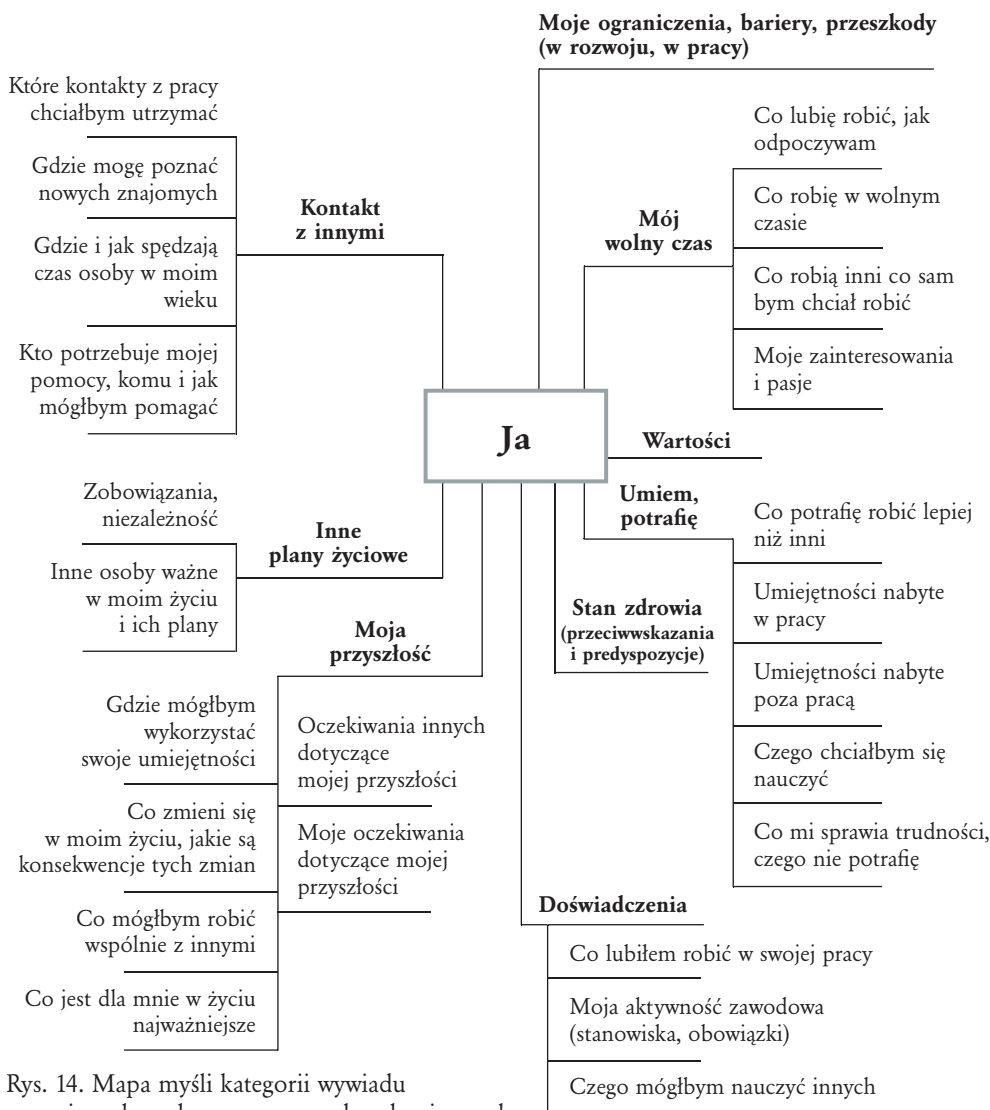 Moje ograniczenia, bariery, przeszkody
(w rozwoju, w pracy)
Które kontakty z pracy
chciałbym utrzymać
Gdzie mogę poznać
nowych znajomych
Gdzie i jak spędzają
czas osoby w moim
wieku
Kto potrzebuje mojej
pomocy, komu i jak
mógłbym pomagać
Kontakt
z innymi
Mój
wolny czas
Co lubię robić, jak
odpoczywam
Co robię w wolnym
czasie
Co robią inni co sam
bym chciał robić
Moje zainteresowania
i pasje
Ja
Wartości
Umiem,
potrafię
Co potrafię robić lepiej
niż inni
Umiejętności nabyte
w pracy
Umiejętności nabyte
poza pracą
Czego chciałbym się
nauczyć
Co mi sprawia trudności,
czego nie potrafię
Zobowiązania,
niezależność
Inne osoby ważne
w moim życiu
i ich plany
Inne
plany życiowe
Stan zdrowia
(przeciwwskazania
i predyspozycje)
Moja
przyszłość
Gdzie mógłbym
wykorzystać
swoje umiejętności
Co zmieni się
w moim życiu, jakie są
konsekwencje tych zmian
Co mógłbym robić
wspólnie z innymi
Co jest dla mnie w życiu
najważniejsze
Oczekiwania innych
dotyczące
mojej przyszłości
Moje oczekiwania
dotyczące mojej
przyszłości
Doświadczenia
Co lubiłem robić w swojej pracy
Moja aktywność zawodowa
(stanowiska, obowiązki)
Czego mógłbym nauczyć innych
Rys. 14. Mapa myśli kategorii wywiadu